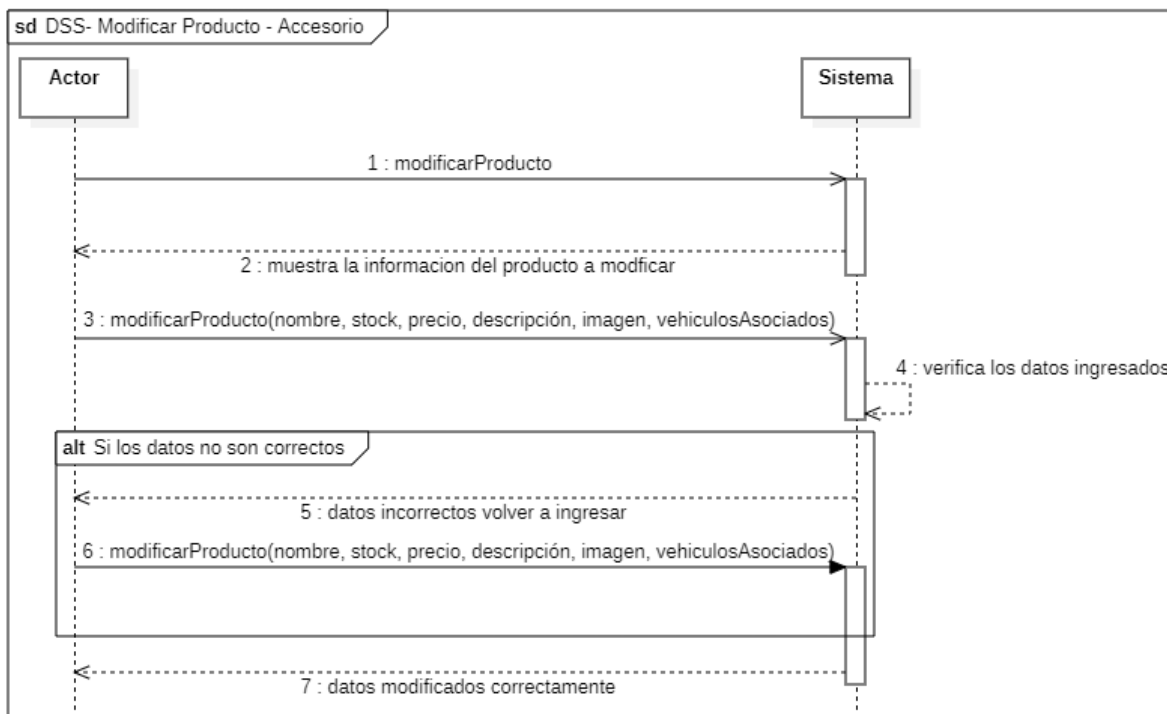 sd DSS- Modificar Producto - Accesorio
Actor
Sistema
1 : modificarProducto
2 : muestra la informacion del producto a modficar
3 : modificarProducto(nombre, stock, precio, descripción, imagen, vehiculosAsociados)
4 : verifica los datos ingresados
alt Si los datos no son correctos
5 : datos incorrectos volver a ingresar
6 : modificarProducto(nombre, stock, precio, descripción, imagen, vehiculosAsociados)
7 : datos modificados correctamente